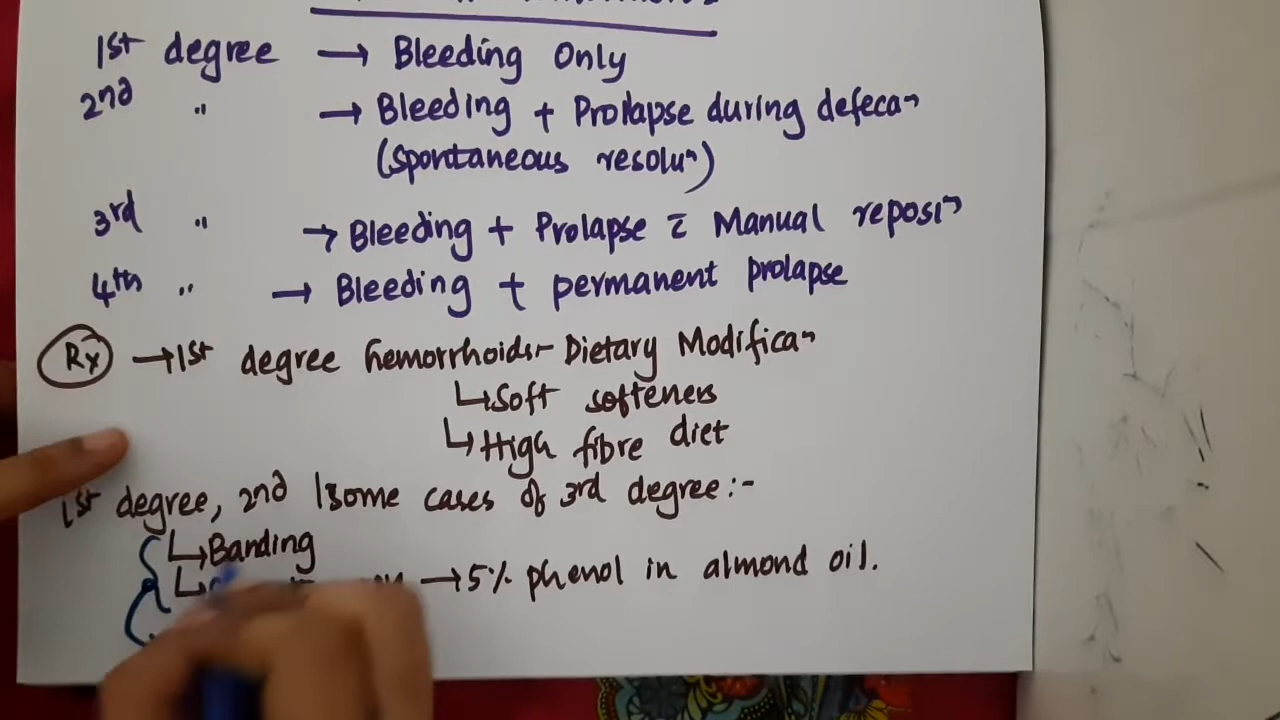 1st degree → Bleeding Only
2nd " → Bleeding + Prolapse during defecaⁿ
(spontaneous resoluⁿ)
3rd " → Bleeding + Prolapse c̄ Manual reposiⁿ
4th " → Bleeding + permanent prolapse
Rx → 1st degree hemorrhoids:- Dietary Modificaⁿ
↳ Soft softeners
↳ High fibre diet
1st degree, 2nd / some cases of 3rd degree:-
↳ Banding
↳ → 5% phenol in almond oil.